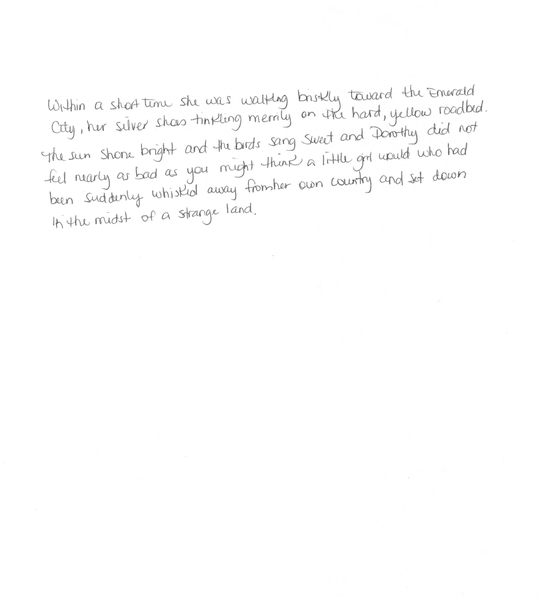 Within a short time she was walking briskly toward the Emerald
City, her silver shoes tinkling merrily on the hard, yellow roadbed.
The sun shone bright and the birds sang sweet and Dorothy did not
feel nearly as bad as you might think a little girl would who had
been suddenly whisked away from her own country and set down
in the midst of a strange land.